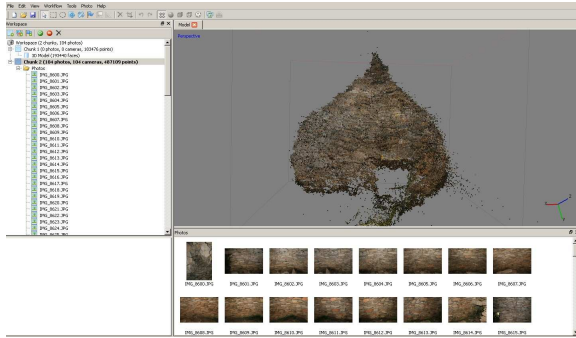 File Edit View Workflow Tools Photo Help
Workspace
Model
Workspace (2 chunks, 104 photos)
Chunk 1 (0 photos, 0 cameras, 103476 points)
3D Model (193440 faces)
Chunk 2 (104 photos, 104 cameras, 487109 points)
Photos
IMG_8600.JPG
IMG_8601.JPG
IMG_8602.JPG
IMG_8603.JPG
IMG_8604.JPG
IMG_8605.JPG
IMG_8606.JPG
IMG_8607.JPG
IMG_8608.JPG
IMG_8609.JPG
IMG_8610.JPG
IMG_8611.JPG
IMG_8612.JPG
IMG_8613.JPG
IMG_8614.JPG
IMG_8615.JPG
IMG_8616.JPG
IMG_8617.JPG
IMG_8618.JPG
IMG_8619.JPG
IMG_8620.JPG
IMG_8621.JPG
IMG_8622.JPG
IMG_8623.JPG
IMG_8624.JPG
IMG_8625.JPG
Perspective
Photos
IMG_8600.JPG IMG_8601.JPG IMG_8602.JPG IMG_8603.JPG IMG_8604.JPG IMG_8605.JPG IMG_8606.JPG IMG_8607.JPG
IMG_8608.JPG IMG_8609.JPG IMG_8610.JPG IMG_8611.JPG IMG_8612.JPG IMG_8613.JPG IMG_8614.JPG IMG_8615.JPG